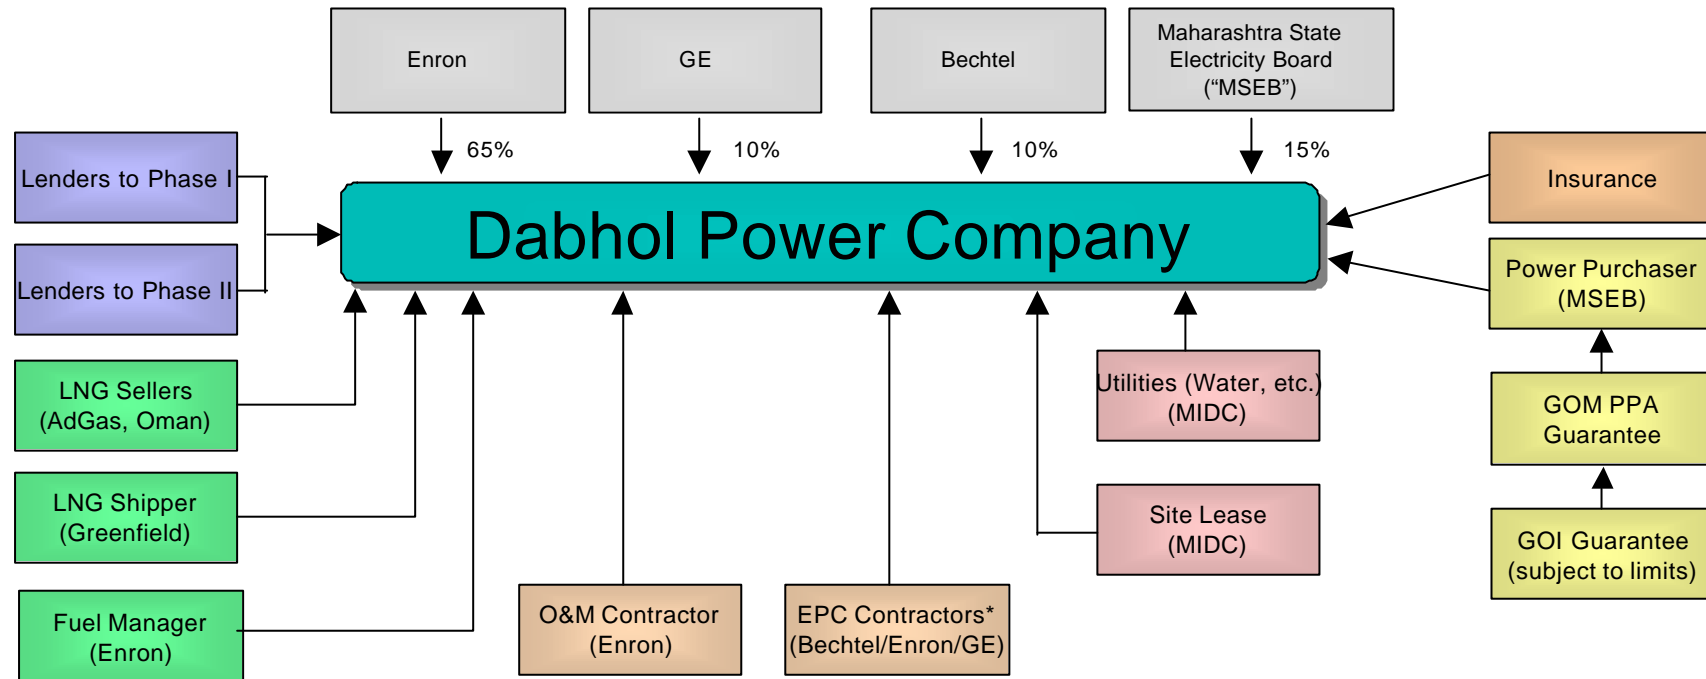 Enron
GE
Bechtel
Maharashtra State
Electricity Board
(“MSEB”)
65%
10%
10%
15%
Lenders to Phase I
Lenders to Phase II
Dabhol Power Company
Insurance
Power Purchaser
(MSEB)
LNG Sellers
(AdGas, Oman)
Utilities (Water, etc.)
(MIDC)
GOM PPA
Guarantee
LNG Shipper
(Greenfield)
Site Lease
(MIDC)
GOI Guarantee
(subject to limits)
Fuel Manager
(Enron)
O&M Contractor
(Enron)
EPC Contractors*
(Bechtel/Enron/GE)